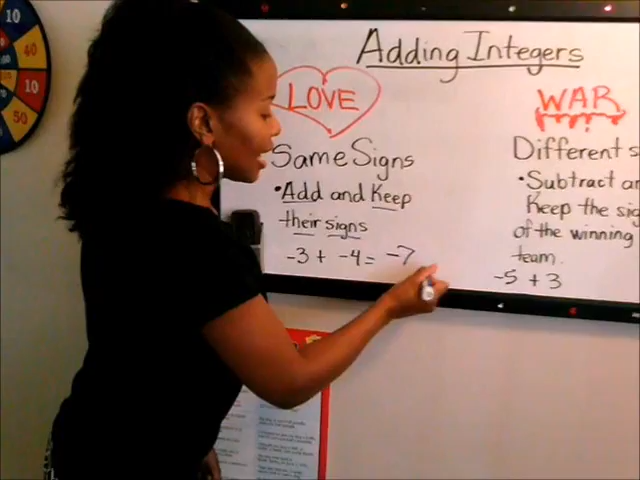 Adding Integers
LOVE
Same Signs
•Add and Keep
their signs
-3 + -4 = -7
WAR
Different s
•Subtract an
Keep the sig
of the winning
team.
-5 + 3
10
40
10
50